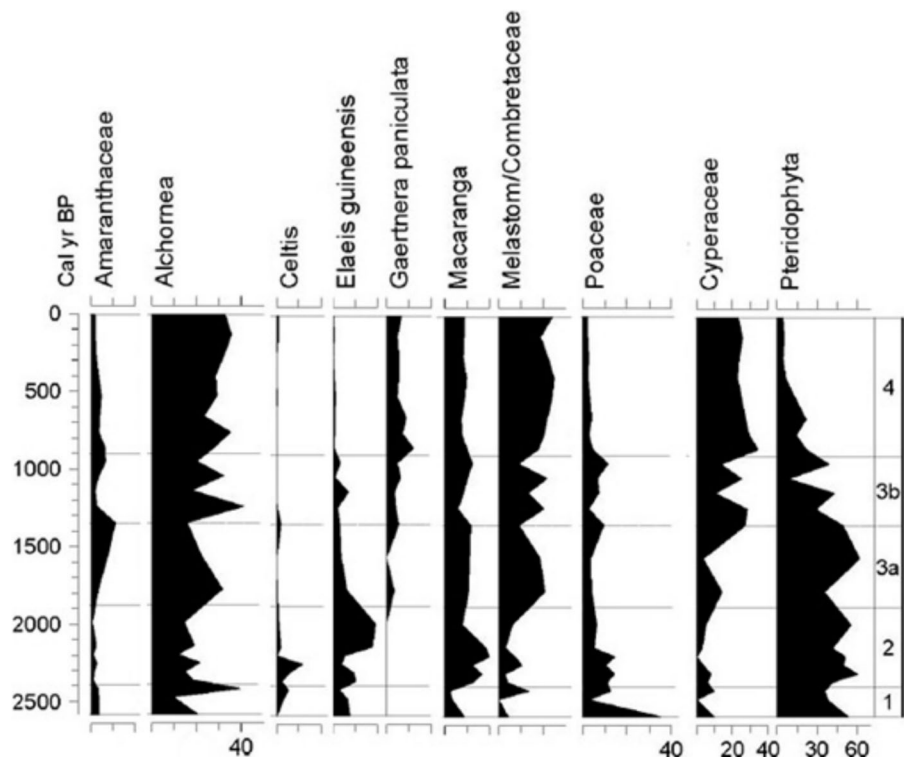 Cal yr BP
Amaranthaceae
Alchornea
Celtis
Elaeis guineensis
Gaertnera paniculata
Macaranga
Melastom/Combretaceae
Poaceae
Cyperaceae
Pteridophyta
0
500
1000
1500
2000
2500
4
3b
3a
2
1
40
40
20 40
30 60